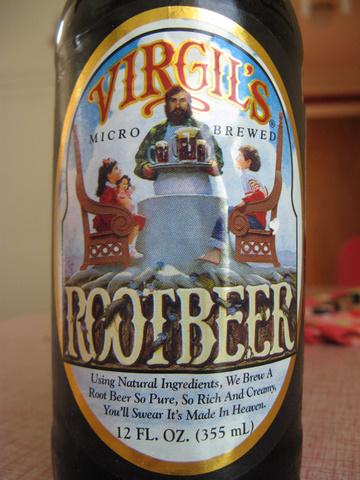 VIRGIL'S®
MICRO BREWED
ROOTBEER
Using Natural Ingredients, We Brew A
Root Beer So Pure, So Rich And Creamy,
You'll Swear It's Made In Heaven.
12 FL. OZ. (355 mL)